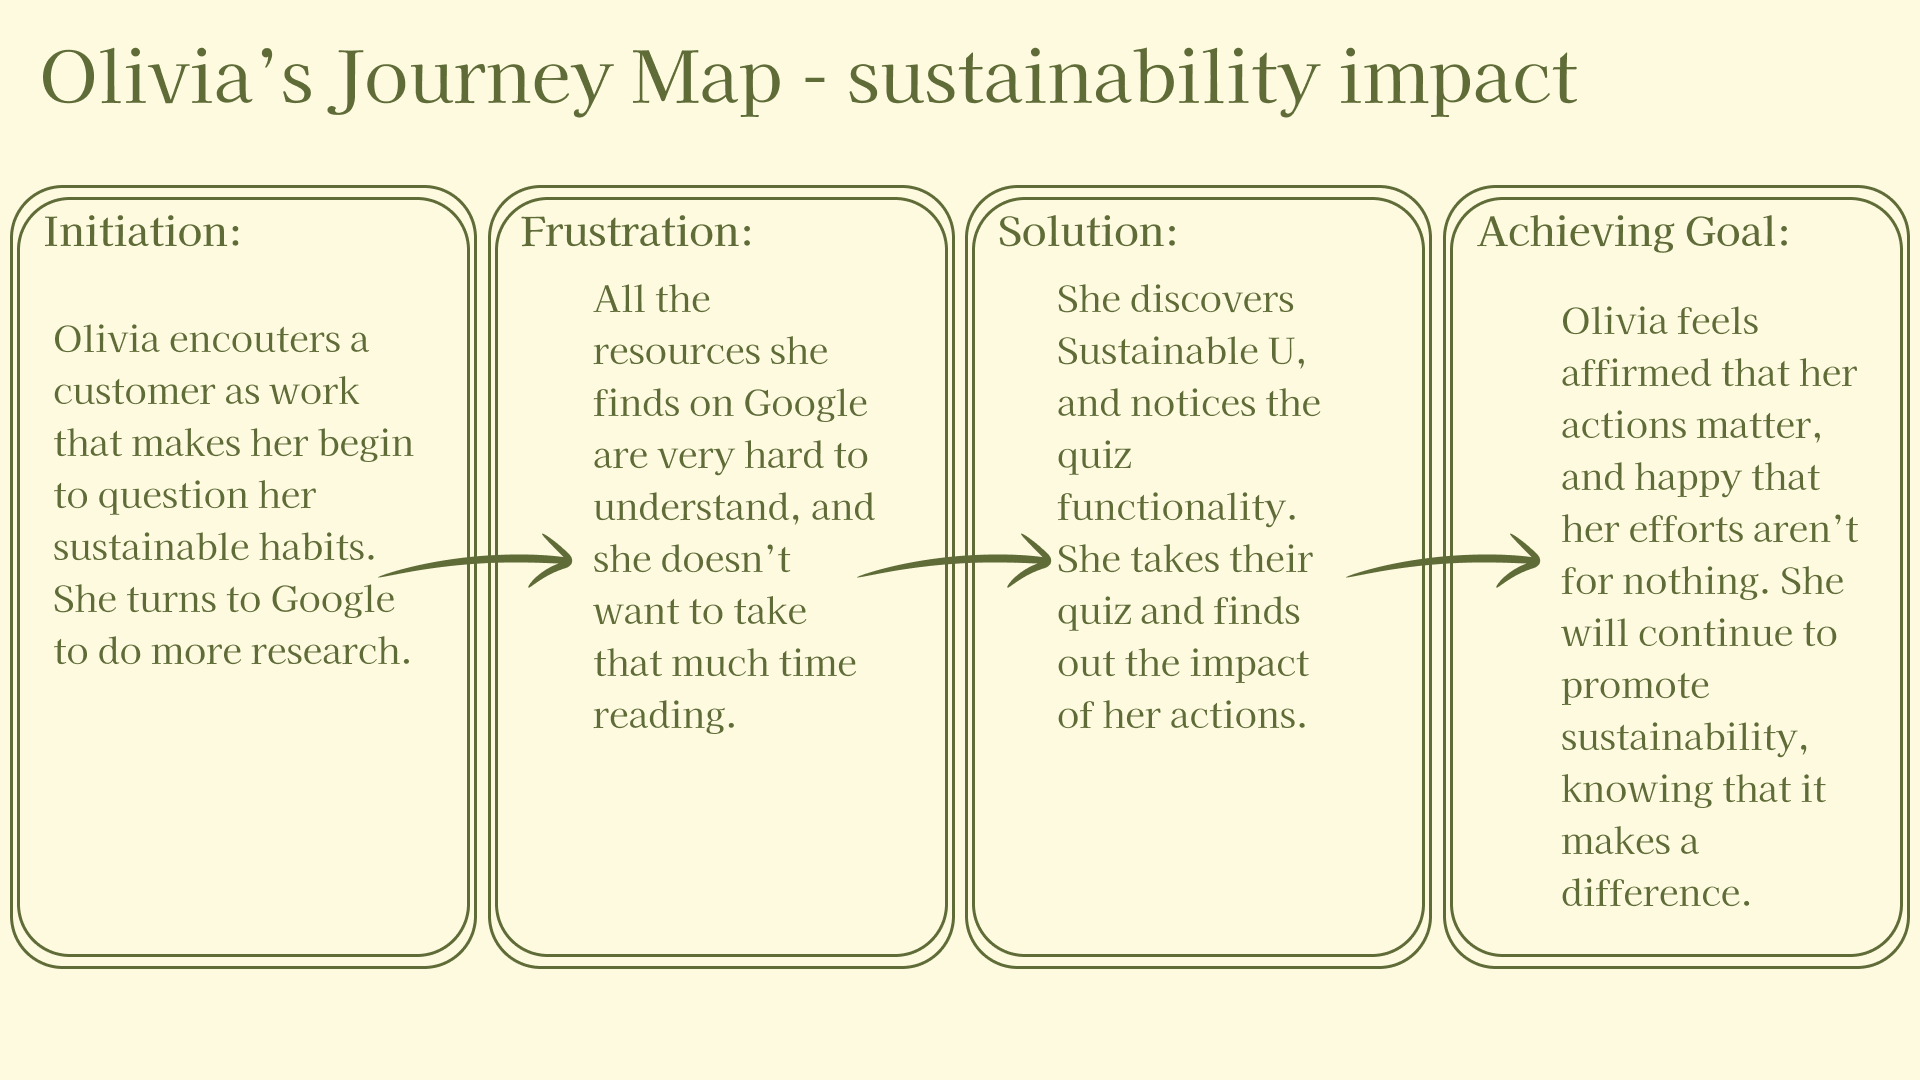 Olivia’s Journey Map - sustainability impact
Initiation:
Olivia encouters a
customer as work
that makes her begin
to question her
sustainable habits.
She turns to Google
to do more research.
Frustration:
All the
resources she
finds on Google
are very hard to
understand, and
she doesn’t
want to take
that much time
reading.
Solution:
She discovers
Sustainable U,
and notices the
quiz
functionality.
She takes their
quiz and finds
out the impact
of her actions.
Achieving Goal:
Olivia feels
affirmed that her
actions matter,
and happy that
her efforts aren’t
for nothing. She
will continue to
promote
sustainability,
knowing that it
makes a
difference.